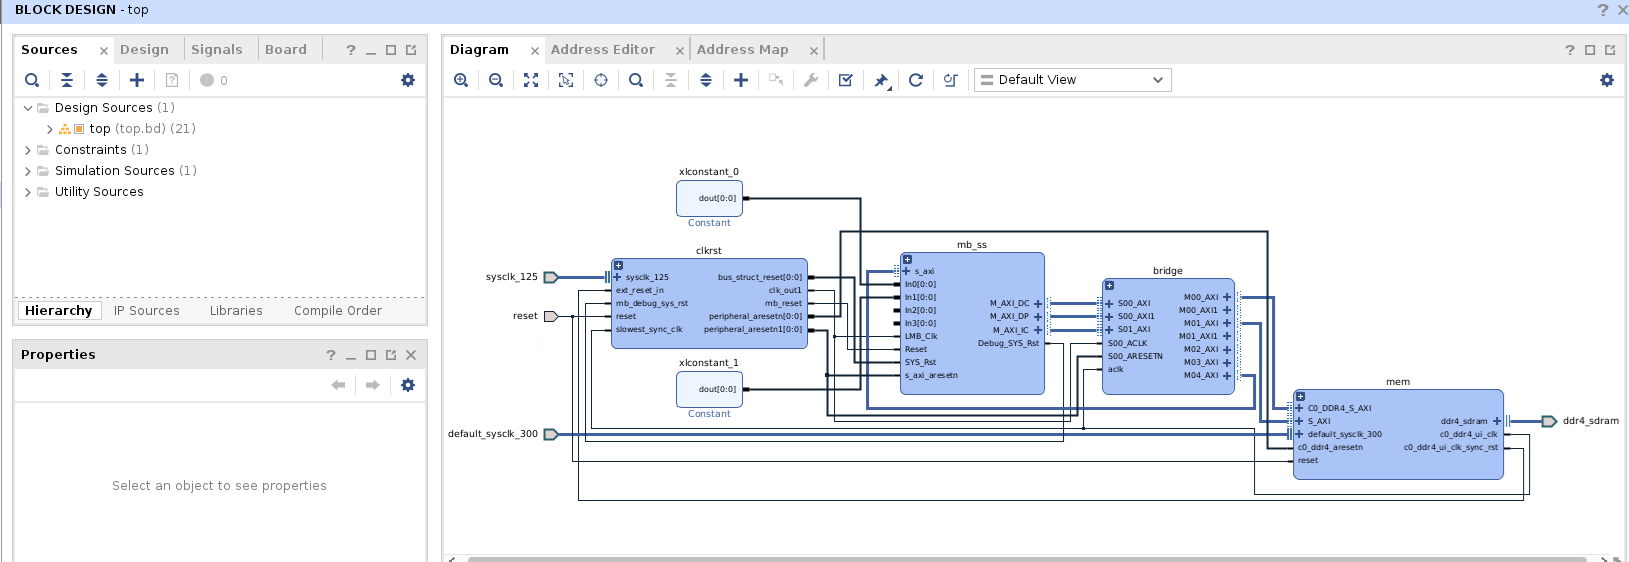 BLOCK DESIGN - top
Sources
Design
Signals
Board
0
Design Sources (1)
top (top.bd) (21)
Constraints (1)
Simulation Sources (1)
Utility Sources
Hierarchy
IP Sources
Libraries
Compile Order
Properties
Select an object to see properties
Diagram
Address Editor
Address Map
Default View
xlconstant_0
dout[0:0]
Constant
clkrst
sysclk_125
sysclk_125
ext_reset_in
mb_debug_sys_rst
reset
reset
slowest_sync_clk
bus_struct_reset[0:0]
clk_out1
mb_reset
peripheral_aresetn[0:0]
peripheral_aresetn1[0:0]
xlconstant_1
dout[0:0]
Constant
default_sysclk_300
mb_ss
s_axi
In0[0:0]
In1[0:0]
In2[0:0]
In3[0:0]
LMB_Clk
Reset
SYS_Rst
s_axi_aresetn
M_AXI_DC
M_AXI_DP
M_AXI_IC
Debug_SYS_Rst
bridge
S00_AXI
S00_AXI1
S01_AXI
S00_ACLK
S00_ARESETN
aclk
M00_AXI
M00_AXI1
M01_AXI
M01_AXI1
M02_AXI
M03_AXI
M04_AXI
mem
C0_DDR4_S_AXI
S_AXI
default_sysclk_300
c0_ddr4_aresetn
reset
ddr4_sdram
c0_ddr4_ui_clk
c0_ddr4_ui_clk_sync_rst
ddr4_sdram